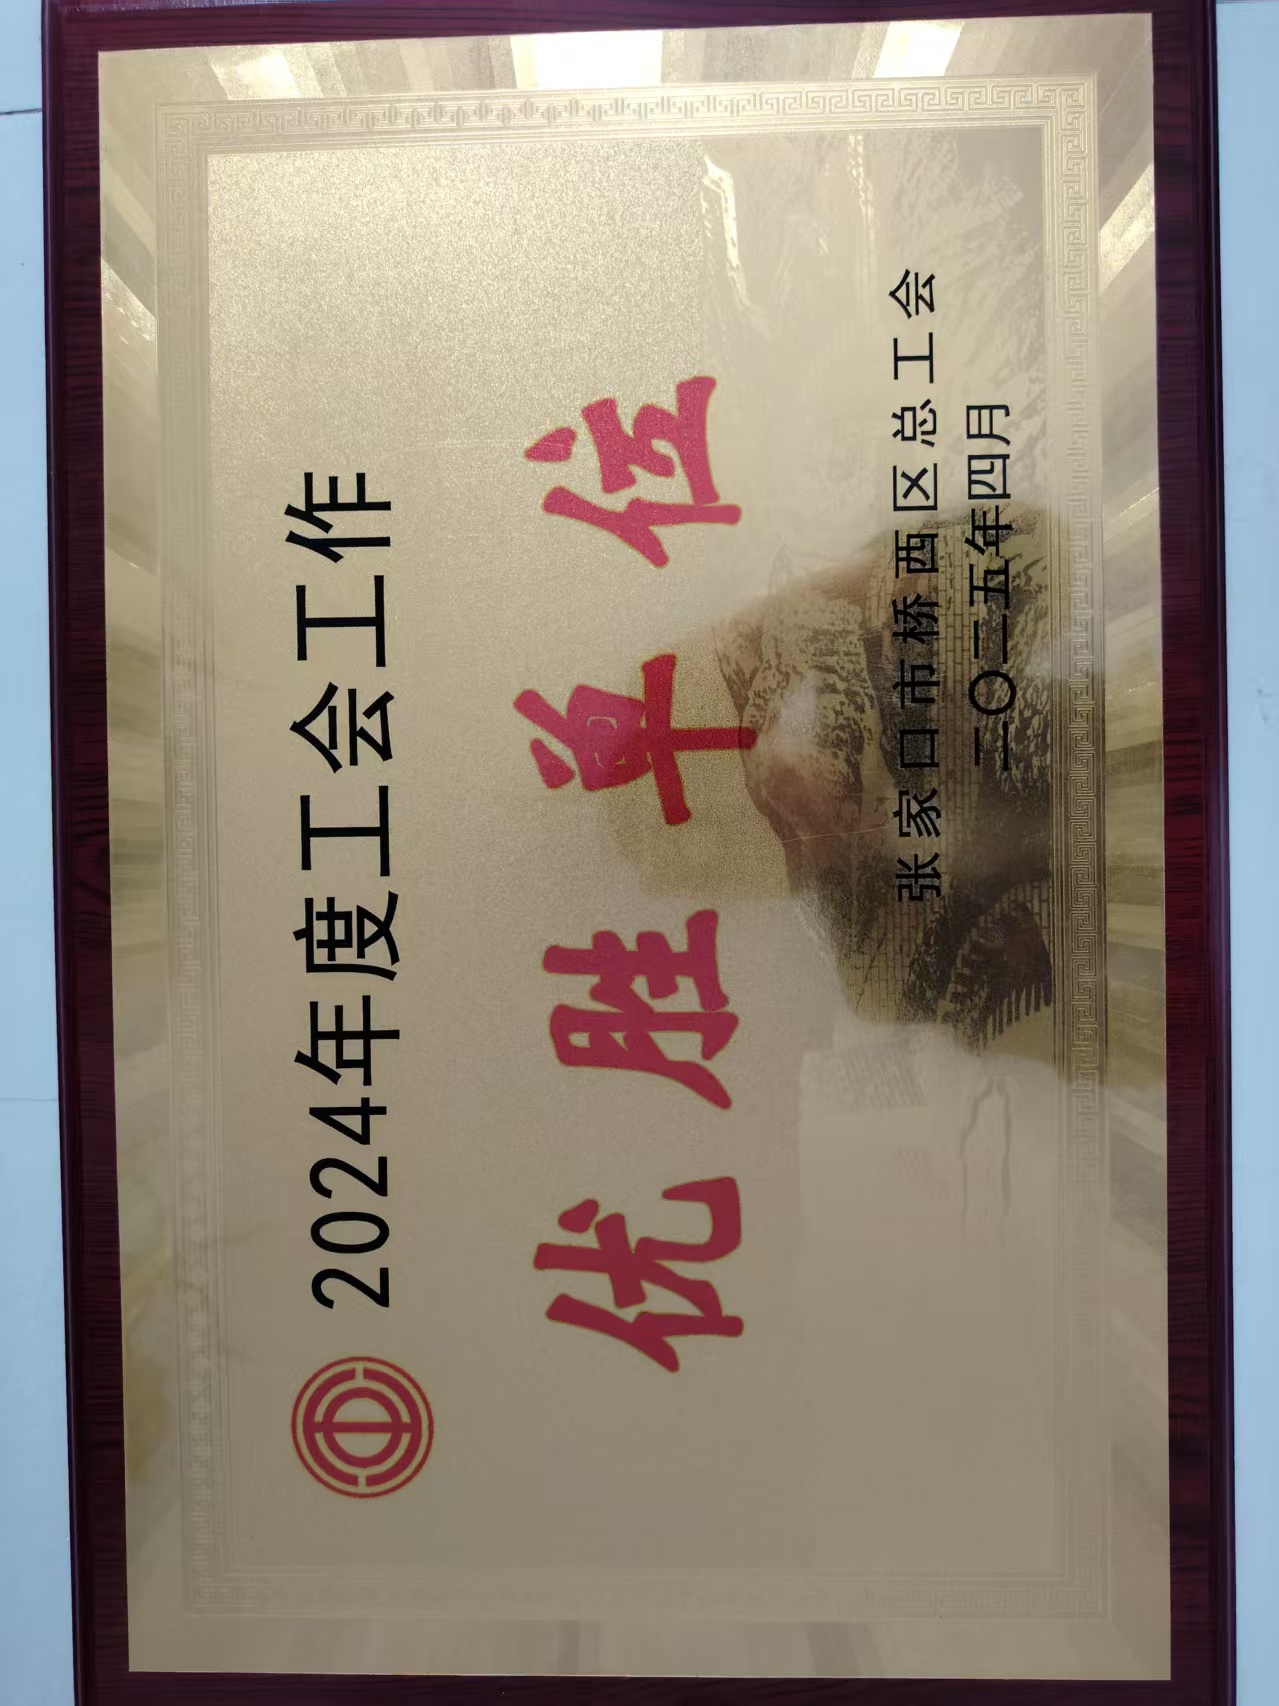 2024年度工会工作
优胜单位
张家口市桥西区总工会
二〇二五年四月